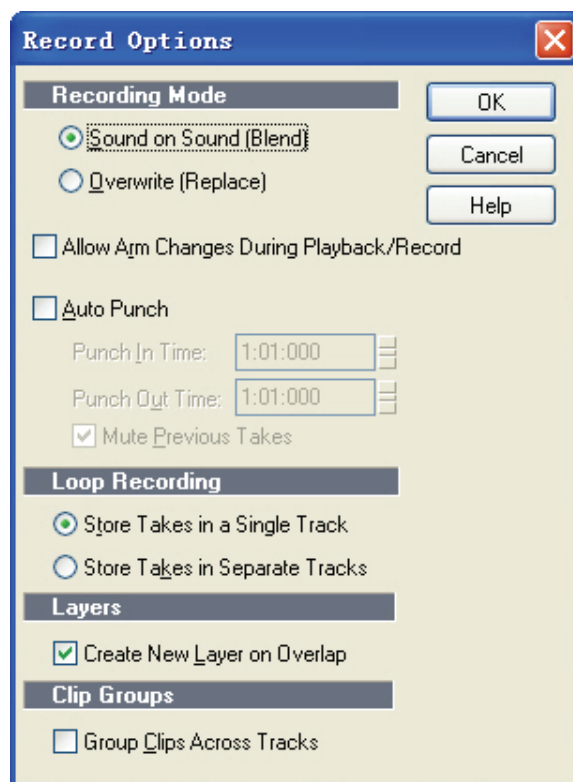 Record Options
Recording Mode
OK
Sound on Sound (Blend)
Cancel
Overwrite (Replace)
Help
Allow Arm Changes During Playback/Record
Auto Punch
Punch In Time: 1:01:000
Punch Out Time: 1:01:000
Mute Previous Takes
Loop Recording
Store Takes in a Single Track
Store Takes in Separate Tracks
Layers
Create New Layer on Overlap
Clip Groups
Group Clips Across Tracks